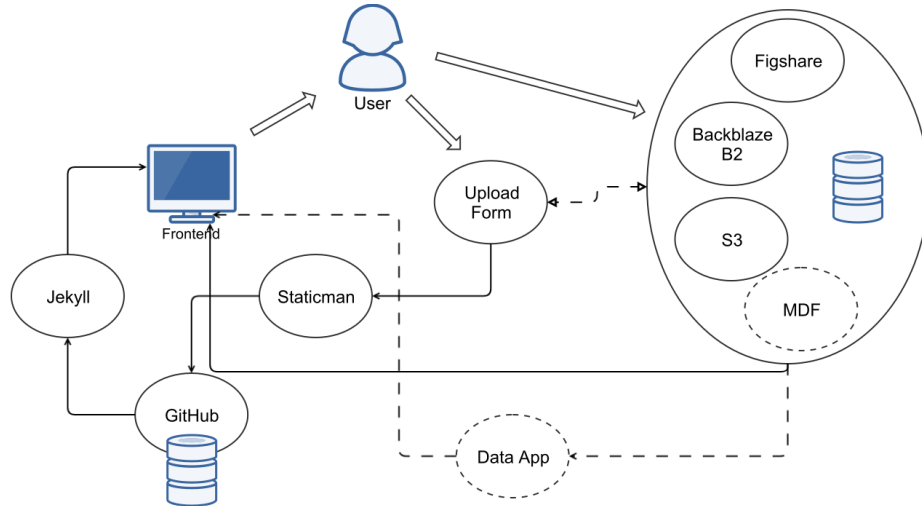 Figshare
User
Backblaze
B2
Upload
Form
Frontend
S3
Jekyll
Staticman
MDF
GitHub
Data App